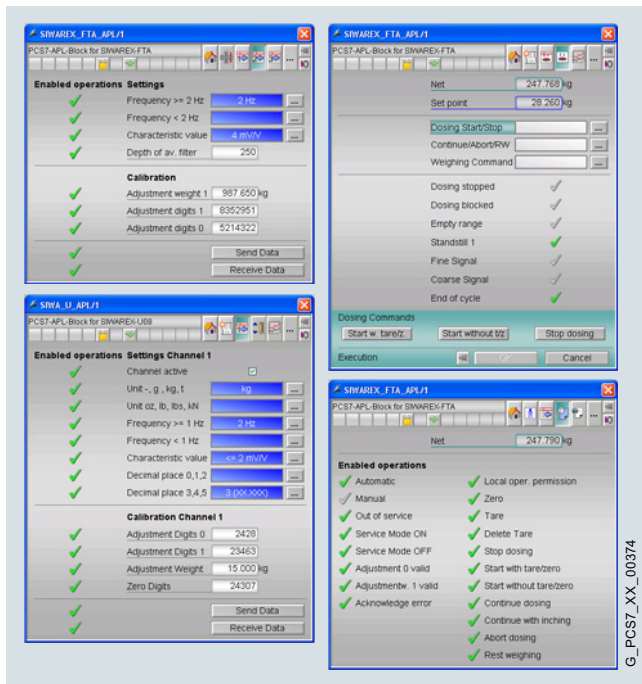 SIWAREX_FTA_APL/1
PCS7-APL-Block for SIWAREX-FTA
Enabled operations Settings
Frequency >= 2 Hz 2 Hz ...
Frequency < 2 Hz ...
Characteristic value 4 mV/V ...
Depth of av. filter 250
Calibration
Adjustment weight 1 987.650 kg
Adjustment digits 1 8352951
Adjustment digits 0 5214322
Send Data
Receive Data
SIWA_U_APL/1
PCS7-APL-Block for SIWAREX-U08
Enabled operations Settings Channel 1
Channel active
Unit -, g , kg, t kg ...
Unit oz, lb, lbs, kN ...
Frequency >= 1 Hz 2 Hz ...
Frequency < 1 Hz ...
Characteristic value <= 2 mV/V ...
Decimal place 0,1,2 ...
Decimal place 3,4,5 3 (XX.XXX) ...
Calibration Channel 1
Adjustment Digits 0 2428
Adjustment Digits 1 23463
Adjustment Weight 15.000 kg
Zero Digits 24307
Send Data
Receive Data
SIWAREX_FTA_APL/1
PCS7-APL-Block for SIWAREX-FTA
Net 247.768 kg
Set point 28.260 kg
Dosing Start/Stop ...
Continue/Abort/RW ...
Weighing Command ...
Dosing stopped
Dosing blocked
Empty range
Standstill 1
Fine Signal
Coarse Signal
End of cycle
Dosing Commands
Start w. tare/z. Start without t/z Stop dosing
Execution OK Cancel
SIWAREX_FTA_APL/1
PCS7-APL-Block for SIWAREX-FTA
Net 247.790 kg
Enabled operations
Automatic Local oper. permission
Manual Zero
Out of service Tare
Service Mode ON Delete Tare
Service Mode OFF Stop dosing
Adjustment 0 valid Start with tare/zero
Adjustmentw. 1 valid Start without tare/zero
Acknowledge error Continue dosing
Continue with inching
Abort dosing
Rest weighing
G_PCS7_XX_00374